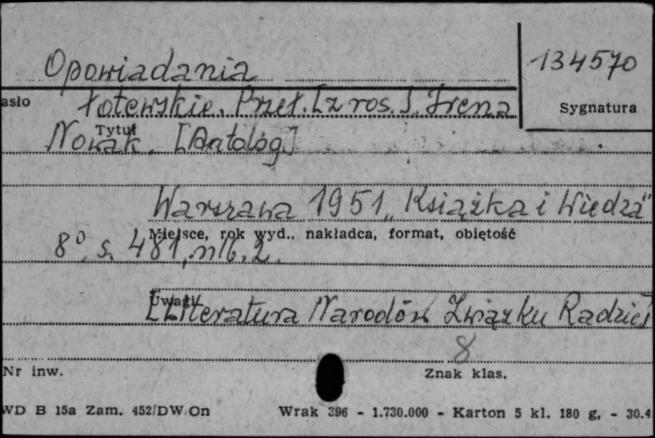 Opowiadania 134570
asło łotewskie. Przeł. [z ros.]. Irena Sygnatura
Tytuł
Nowak. [Antolog.]
Warszawa 1951 „Książka i Wiedza"
Miejsce, rok wyd., nakładca, format, objętość
8°, s. 481, nlb. 2.
Uwagi
[Literatura Narodów Związku Radziec]
8
Nr inw. Znak klas.
WD B 15a Zam. 452/DW/On Wrak 396 - 1.730.000 - Karton 5 kl. 180 g. - 30.4